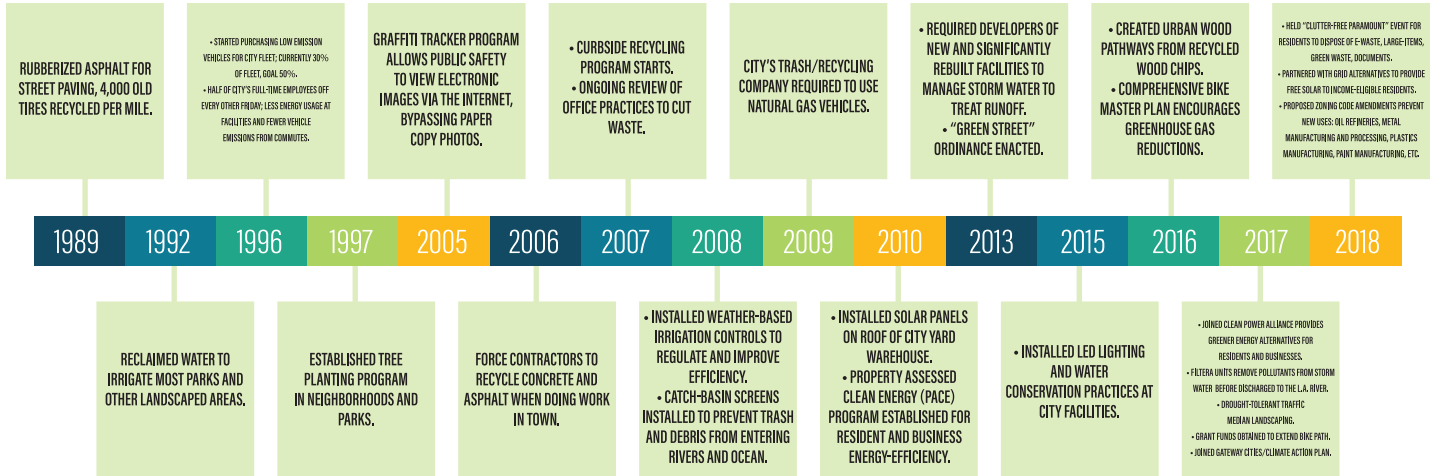 RUBBERIZED ASPHALT FOR
STREET PAVING, 4,000 OLD
TIRES RECYCLED PER MILE.
• STARTED PURCHASING LOW EMISSION
VEHICLES FOR CITY FLEET; CURRENTLY 30%
OF FLEET, GOAL 50%.
• HALF OF CITY'S FULL-TIME EMPLOYEES OFF
EVERY OTHER FRIDAY; LESS ENERGY USAGE AT
FACILITIES AND FEWER VEHICLE
EMISSIONS FROM COMMUTES.
GRAFFITI TRACKER PROGRAM
ALLOWS PUBLIC SAFETY
TO VIEW ELECTRONIC
IMAGES VIA THE INTERNET,
BYPASSING PAPER
COPY PHOTOS.
• CURBSIDE RECYCLING
PROGRAM STARTS.
• ONGOING REVIEW OF
OFFICE PRACTICES TO CUT
WASTE.
CITY'S TRASH/RECYCLING
COMPANY REQUIRED TO USE
NATURAL GAS VEHICLES.
• REQUIRED DEVELOPERS OF
NEW AND SIGNIFICANTLY
REBUILT FACILITIES TO
MANAGE STORM WATER TO
TREAT RUNOFF.
• "GREEN STREET"
ORDINANCE ENACTED.
• CREATED URBAN WOOD
PATHWAYS FROM RECYCLED
WOOD CHIPS.
• COMPREHENSIVE BIKE
MASTER PLAN ENCOURAGES
GREENHOUSE GAS
REDUCTIONS.
• HELD "CLUTTER-FREE PARAMOUNT" EVENT FOR
RESIDENTS TO DISPOSE OF E-WASTE, LARGE-ITEMS,
GREEN WASTE, DOCUMENTS.
• PARTNERED WITH GRID ALTERNATIVES TO PROVIDE
FREE SOLAR TO INCOME-ELIGIBLE RESIDENTS.
• PROPOSED ZONING CODE AMENDMENTS PREVENT
NEW USES: OIL REFINERIES, METAL
MANUFACTURING AND PROCESSING, PLASTICS
MANUFACTURING, PAINT MANUFACTURING, ETC.
1989 1992 1996 1997 2005 2006 2007 2008 2009 2010 2013 2015 2016 2017 2018
RECLAIMED WATER TO
IRRIGATE MOST PARKS AND
OTHER LANDSCAPED AREAS.
ESTABLISHED TREE
PLANTING PROGRAM
IN NEIGHBORHOODS AND
PARKS.
FORCE CONTRACTORS TO
RECYCLE CONCRETE AND
ASPHALT WHEN DOING WORK
IN TOWN.
• INSTALLED WEATHER-BASED
IRRIGATION CONTROLS TO
REGULATE AND IMPROVE
EFFICIENCY.
• CATCH-BASIN SCREENS
INSTALLED TO PREVENT TRASH
AND DEBRIS FROM ENTERING
RIVERS AND OCEAN.
• INSTALLED SOLAR PANELS
ON ROOF OF CITY YARD
WAREHOUSE.
• PROPERTY ASSESSED
CLEAN ENERGY (PACE)
PROGRAM ESTABLISHED FOR
RESIDENT AND BUSINESS
ENERGY-EFFICIENCY.
• INSTALLED LED LIGHTING
AND WATER
CONSERVATION PRACTICES AT
CITY FACILITIES.
• JOINED CLEAN POWER ALLIANCE PROVIDES
GREENER ENERGY ALTERNATIVES FOR
RESIDENTS AND BUSINESSES.
• FILTERA UNITS REMOVE POLLUTANTS FROM STORM
WATER BEFORE DISCHARGED TO THE L.A. RIVER.
• DROUGHT-TOLERANT TRAFFIC
MEDIAN LANDSCAPING.
• GRANT FUNDS OBTAINED TO EXTEND BIKE PATH.
• JOINED GATEWAY CITIES/CLIMATE ACTION PLAN.